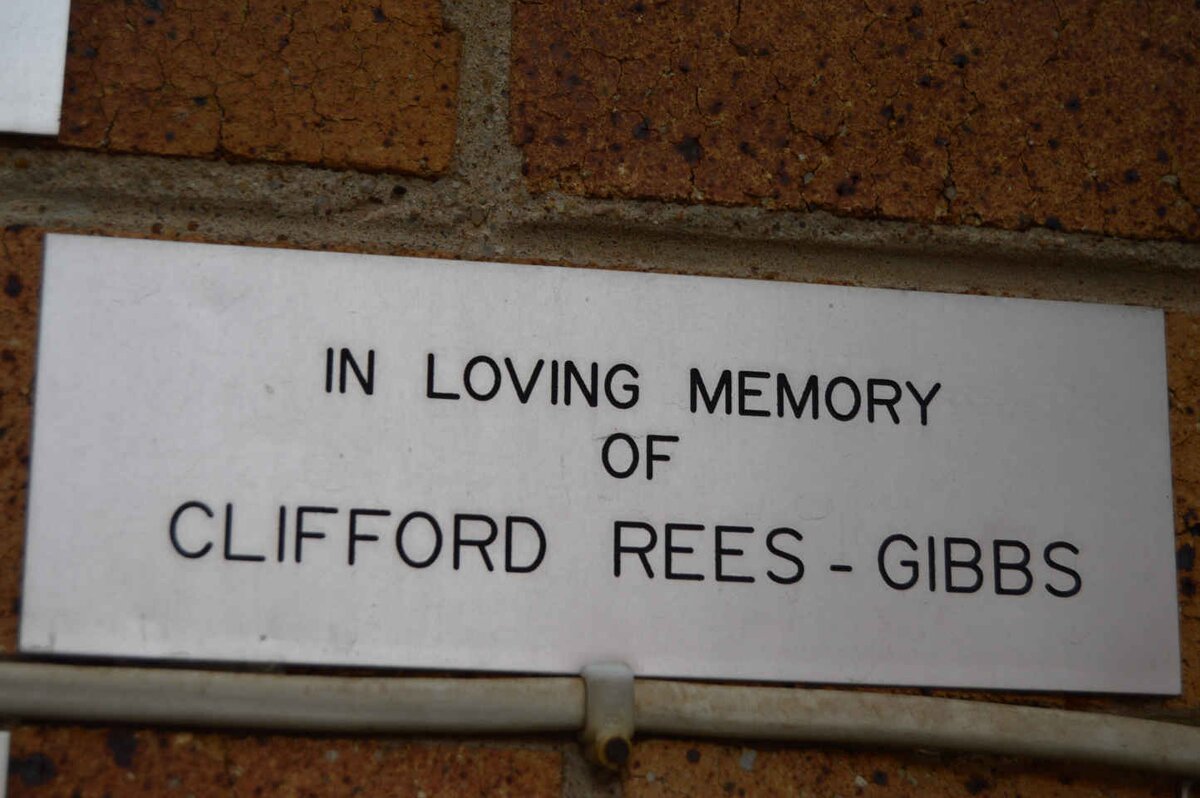 IN LOVING MEMORY
OF
CLIFFORD REES - GIBBS